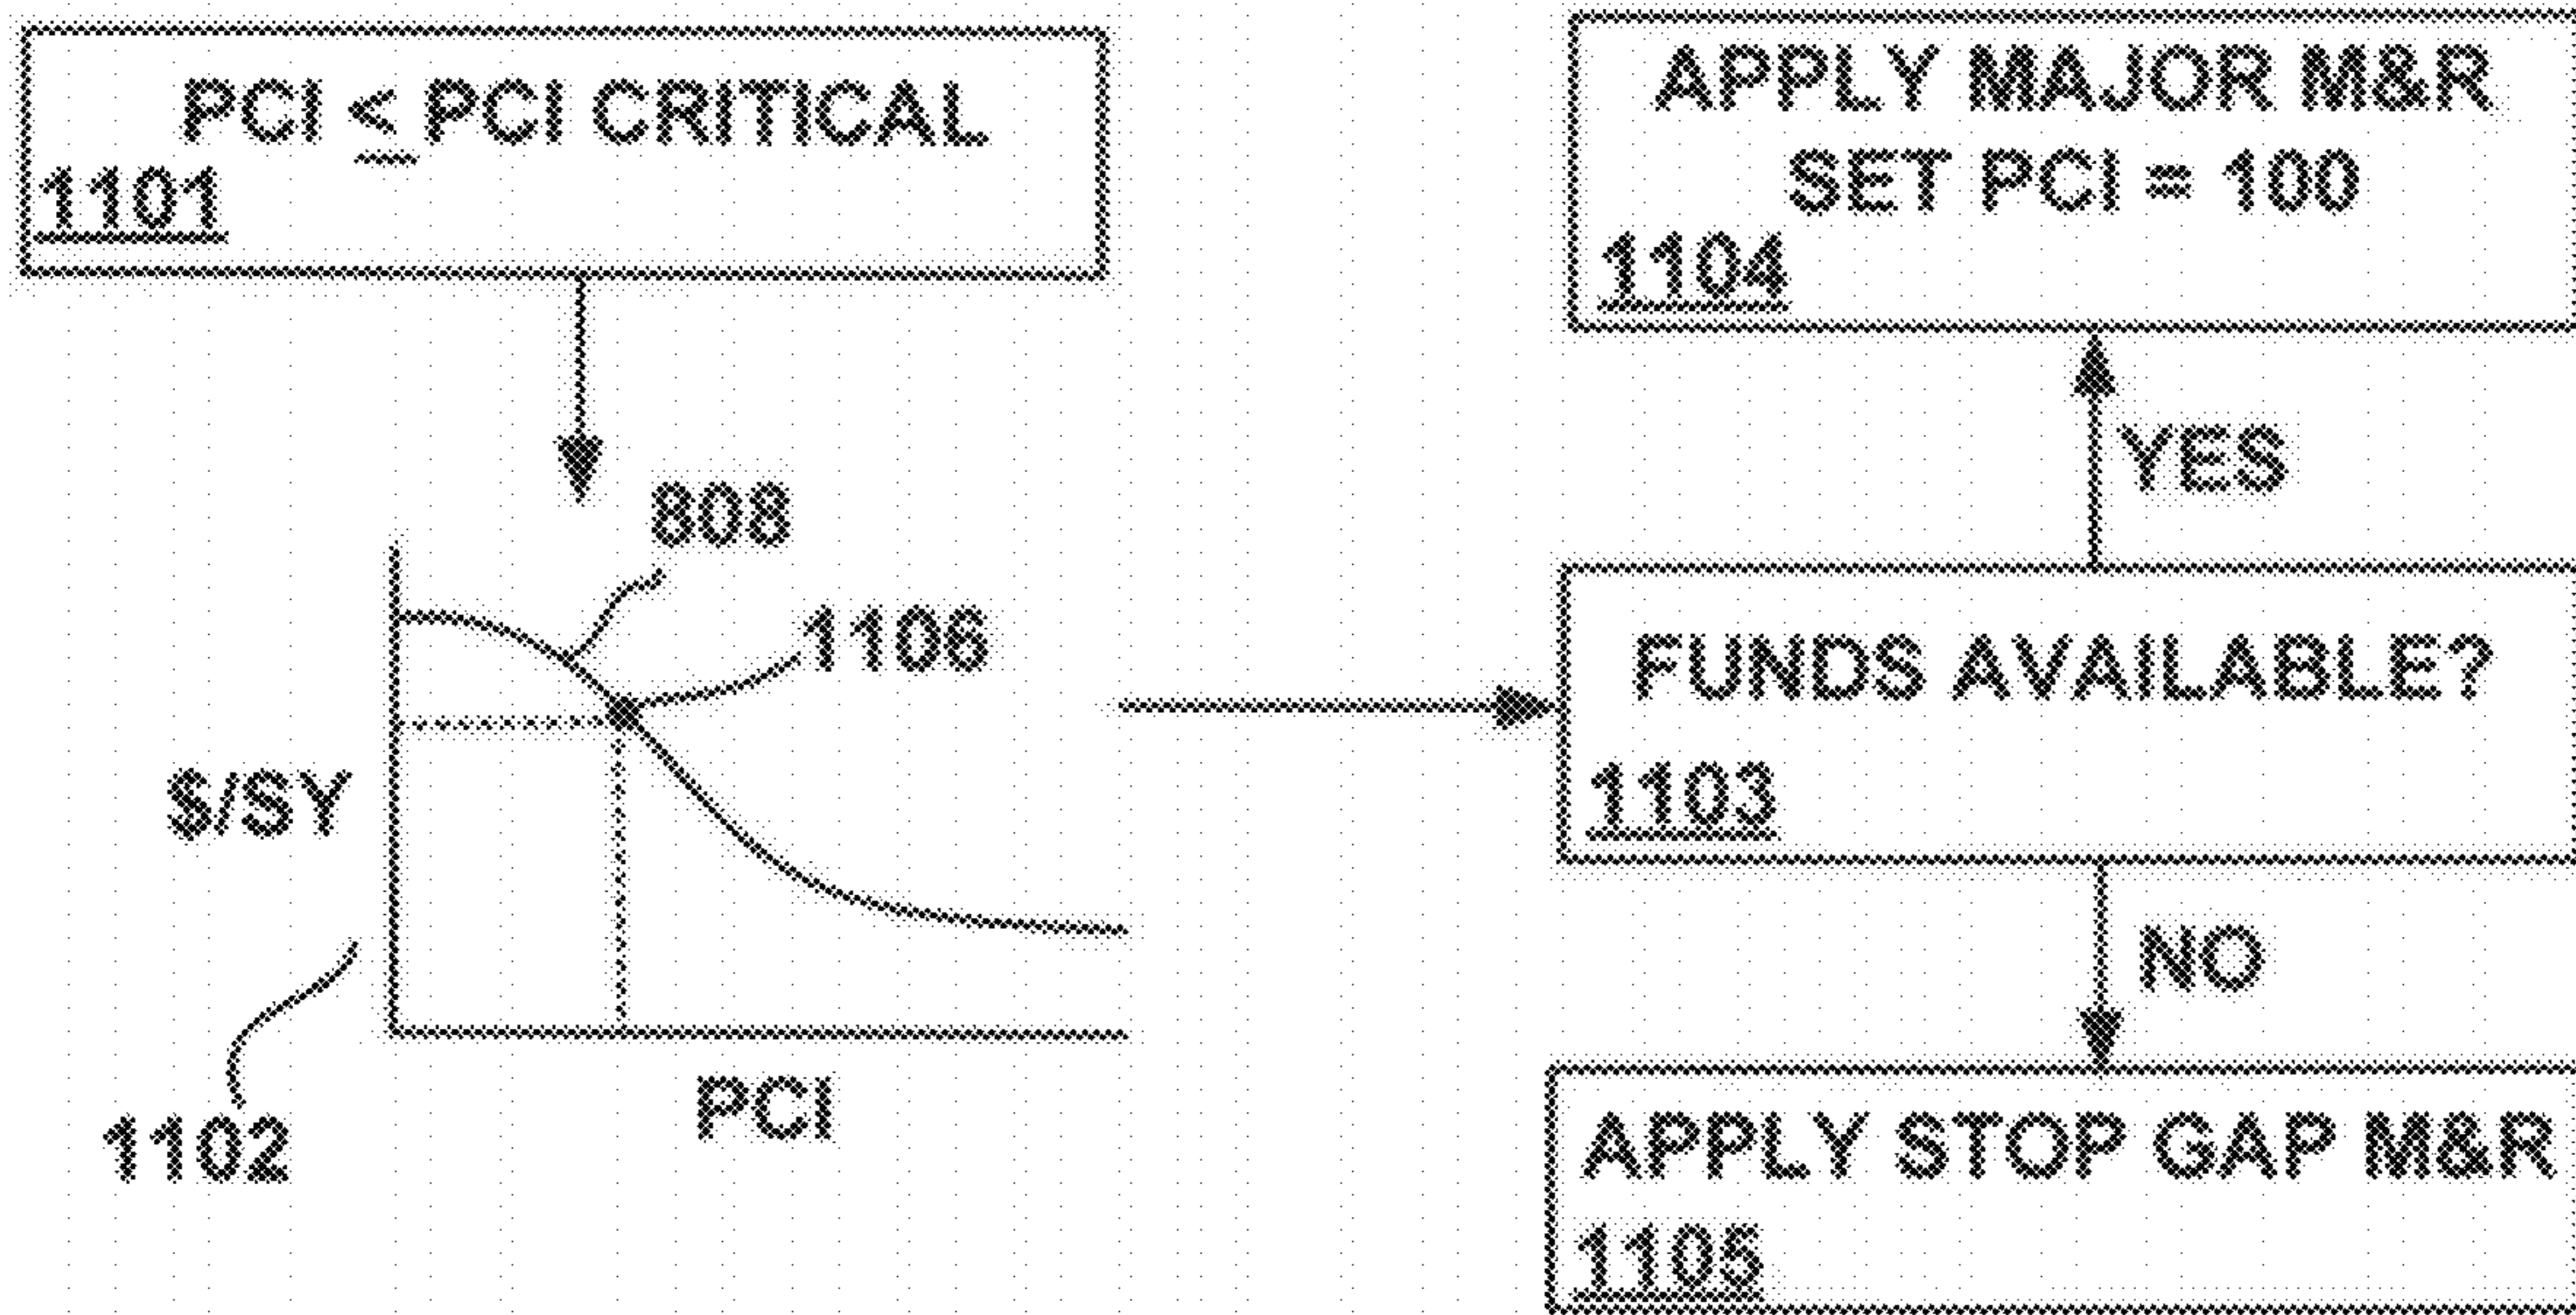 PCI ≤ PCI CRITICAL
1101
808
1106
$/SY
1102
PCI
APPLY MAJOR M&R
SET PCI = 100
1104
YES
FUNDS AVAILABLE?
1103
NO
APPLY STOP GAP M&R
1105